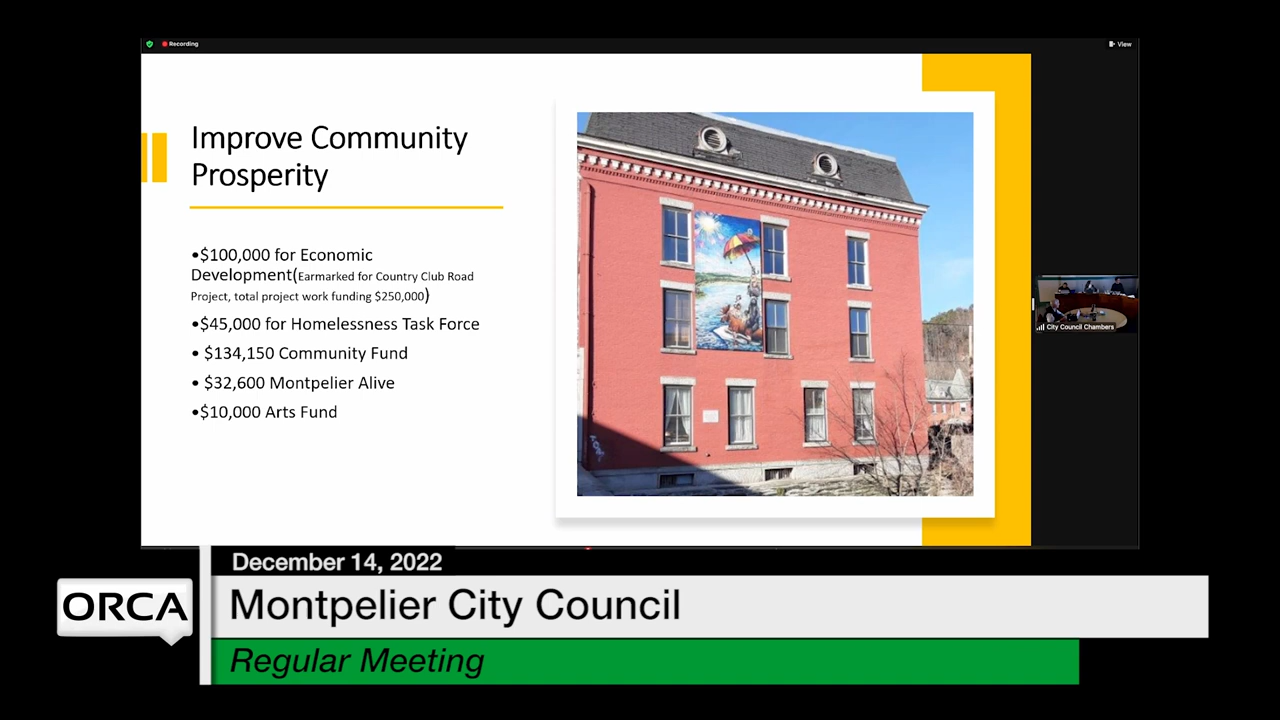 Recording
View
Improve Community
Prosperity
•$100,000 for Economic
Development(Earmarked for Country Club Road
Project, total project work funding $250,000)
•$45,000 for Homelessness Task Force
• $134,150 Community Fund
• $32,600 Montpelier Alive
•$10,000 Arts Fund
City Council Chambers
December 14, 2022
ORCA
Montpelier City Council
Regular Meeting